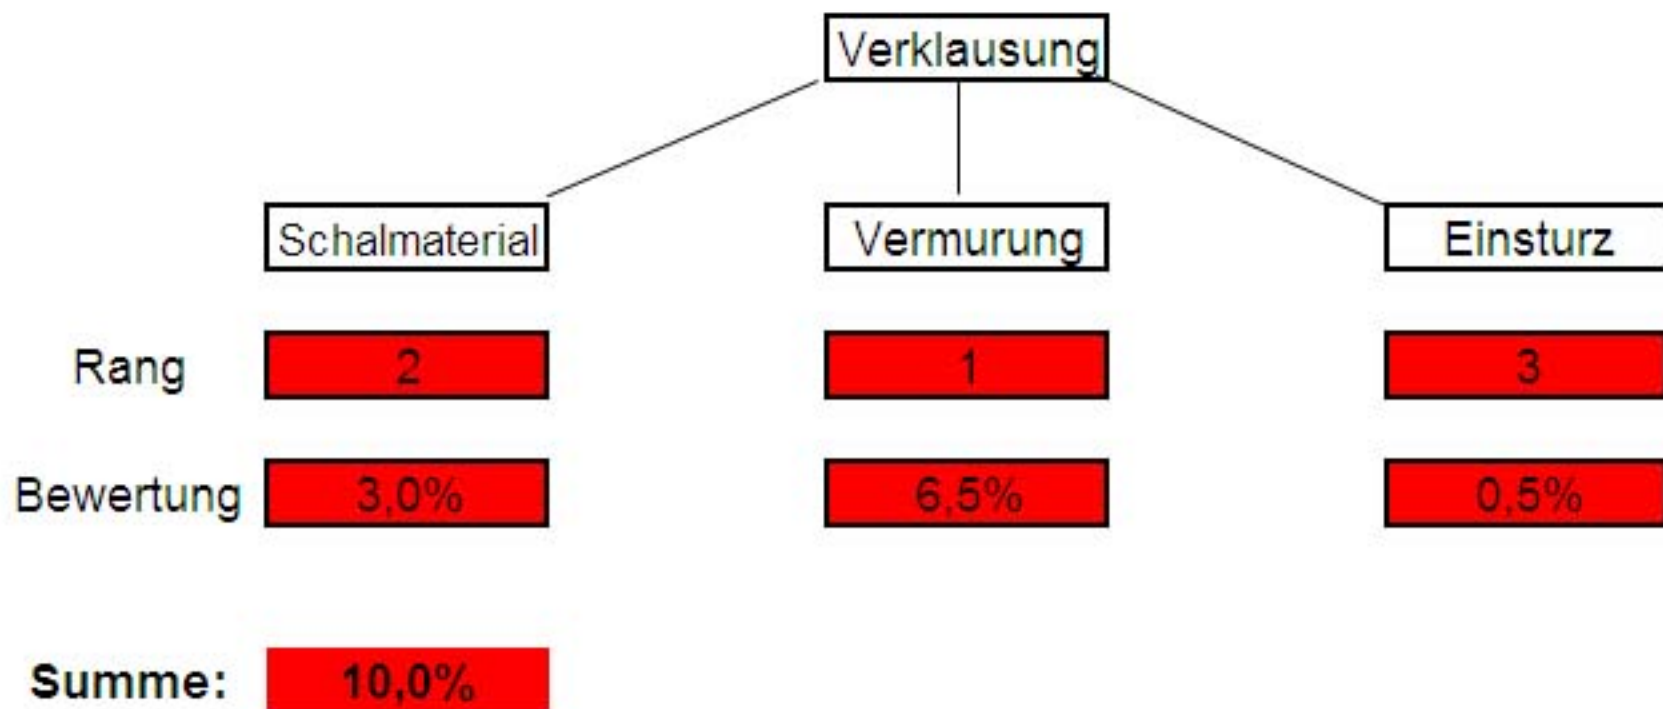 Verklausung
Schalmaterial Vermurung Einsturz
Rang 2 1 3
Bewertung 3,0% 6,5% 0,5%
Summe: 10,0%